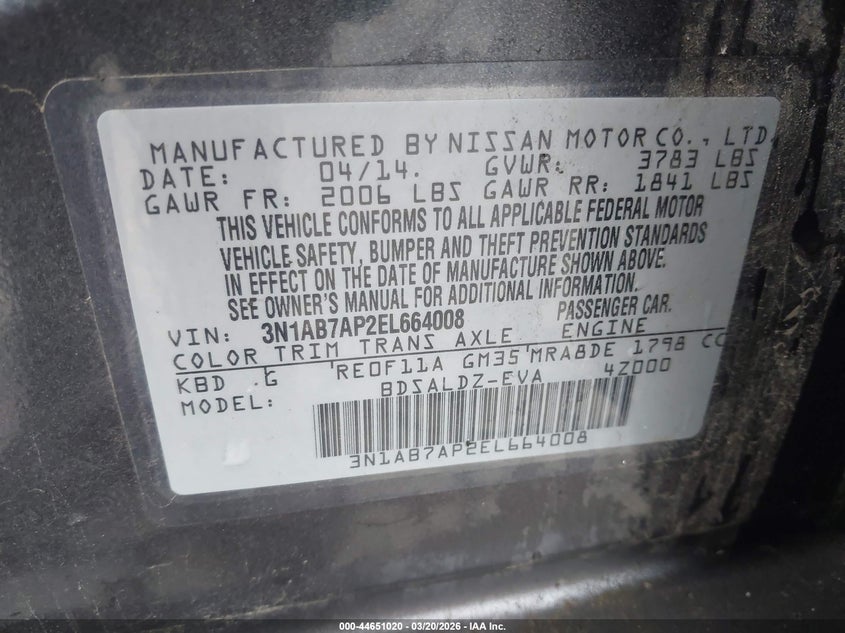 MANUFACTURED BY NISSAN MOTOR CO., LTD.
DATE: 04/14. GVWR: 3783 LBS
GAWR FR: 2006 LBS GAWR RR: 1841 LBS
THIS VEHICLE CONFORMS TO ALL APPLICABLE FEDERAL MOTOR
VEHICLE SAFETY, BUMPER AND THEFT PREVENTION STANDARDS
IN EFFECT ON THE DATE OF MANUFACTURE SHOWN ABOVE.
SEE OWNER'S MANUAL FOR ADDITIONAL INFORMATION.
VIN: 3N1AB7AP2EL664008 PASSENGER CAR.
COLOR TRIM TRANS AXLE ENGINE
KBD G RE0F11A GM35 MRA8DE 1798 CC
MODEL: BDSALDZ-EVA 4Z000
3N1AB7AP2EL664008
000-44651020 | 03/20/2026 | IAA Inc.